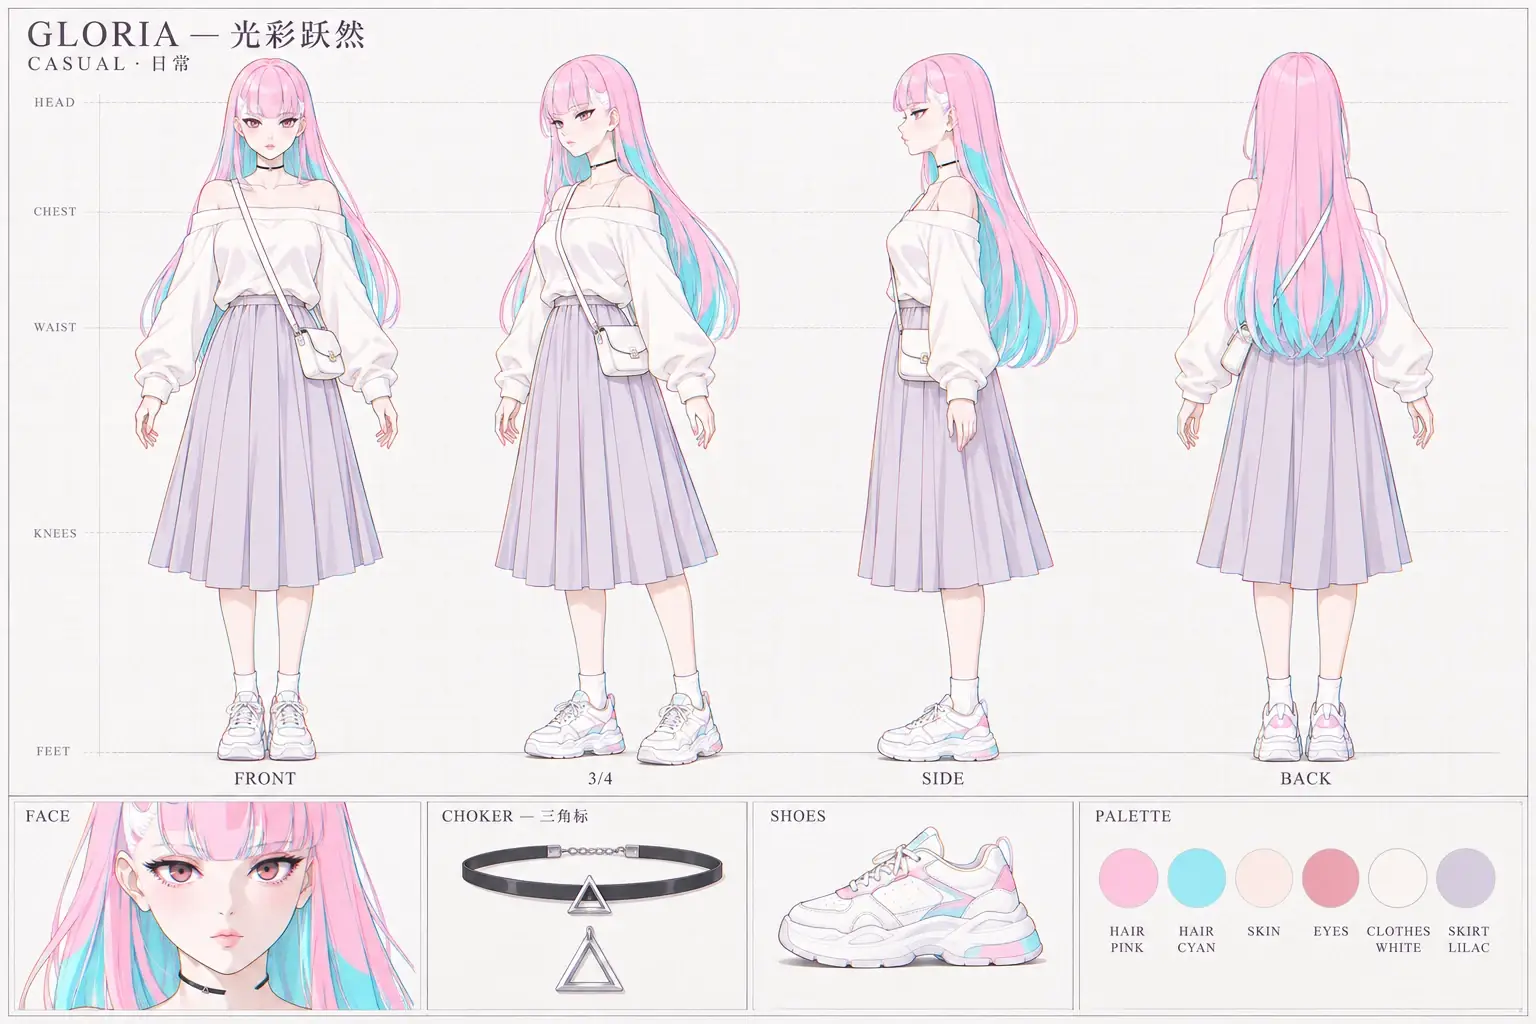 GLORIA — 光彩跃然
CASUAL · 日常
HEAD
CHEST
WAIST
KNEES
FEET
FRONT
3/4
SIDE
BACK
FACE
CHOKER — 三角标
SHOES
PALETTE
HAIR
PINK
HAIR
CYAN
SKIN
EYES
CLOTHES
WHITE
SKIRT
LILAC